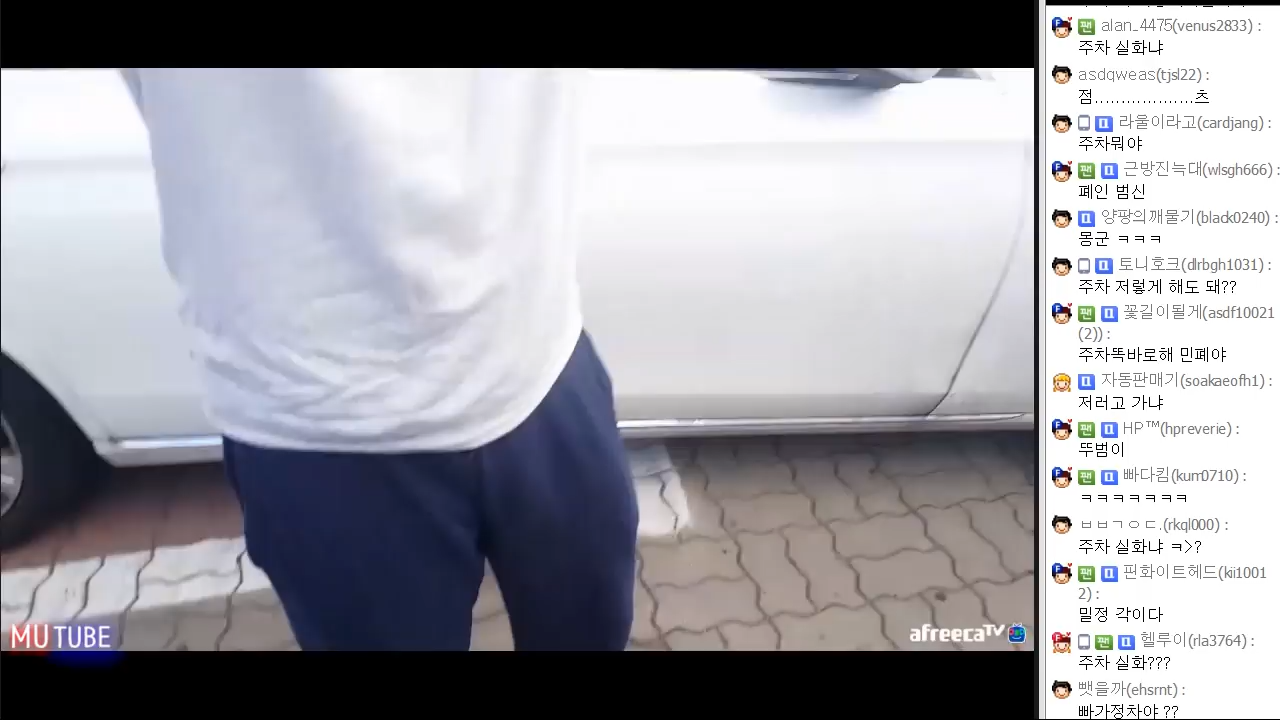 alan_4475(venus2833) :
주차 실화냐
asdqweas(tjsl22) :
점...................츠
라울이라고(cardjang) :
주차뭐야
근방진늑대(wlsgh666) :
폐인 범신
양팡의깨물기(black0240) :
몽군 ㅋㅋㅋ
토니호크(dlrbgh1031) :
주차 저렇게 해도 돼??
꽃길이될게(asdf10021
(2)) :
주차똑바로해 민폐야
자동판매기(soakaeofh1) :
저러고 가냐
HP™(hpreverie) :
뚜범이
빠다킴(kum0710) :
ㅋㅋㅋㅋㅋㅋㅋ
ㅂㅂㄱㅇㄷ.(rkql000) :
주차 실화냐 ㅋ>?
핀화이트헤드(kii1001
2) :
밀정 각이다
헬루이(rla3764) :
주차 실화???
뺏을까(ehsrnt) :
빠가정차야 ??
MUTUBE
afreecaTV